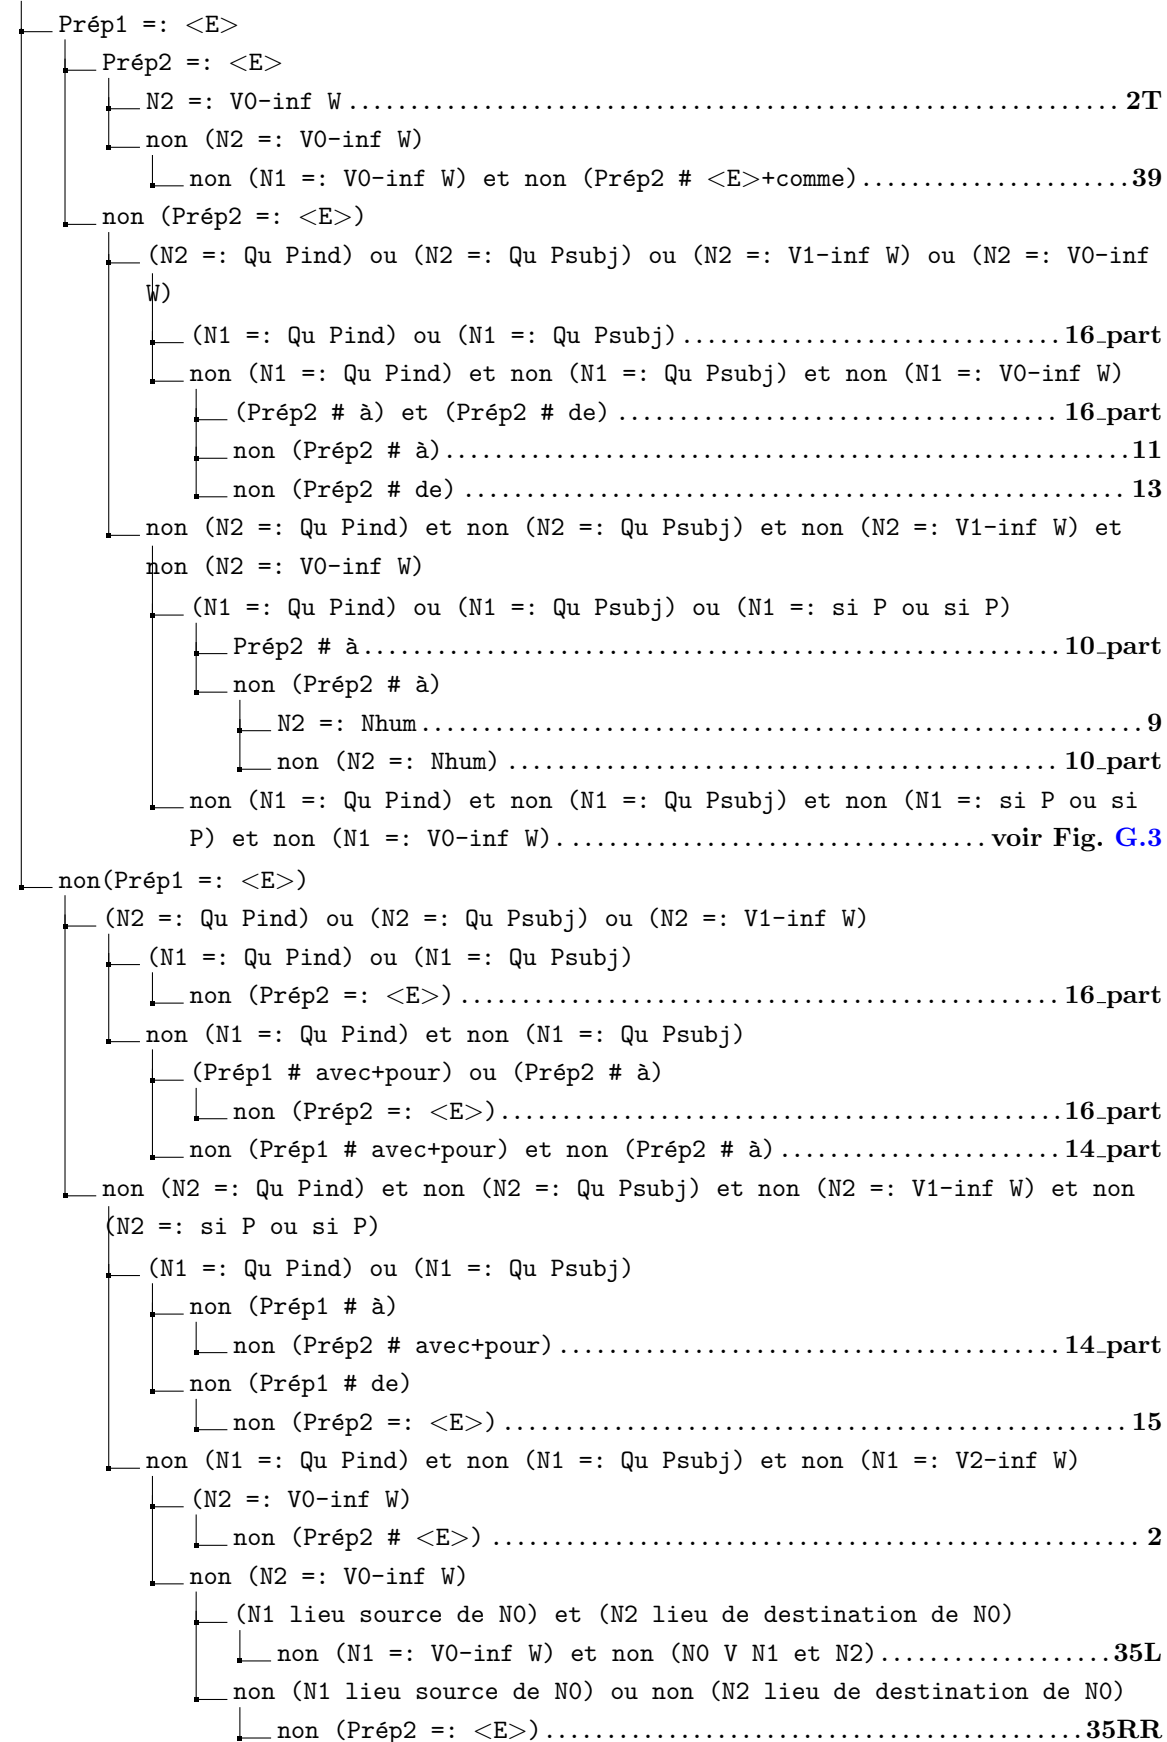 Prép1 =: <E>
Prép2 =: <E>
N2 =: V0-inf W ........ 2T
non (N2 =: V0-inf W)
non (N1 =: V0-inf W) et non (Prép2 # <E>+comme) ........ 39
non (Prép2 =: <E>)
(N2 =: Qu Pind) ou (N2 =: Qu Psubj) ou (N2 =: V1-inf W) ou (N2 =: V0-inf
W)
(N1 =: Qu Pind) ou (N1 =: Qu Psubj) ........ 16_part
non (N1 =: Qu Pind) et non (N1 =: Qu Psubj) et non (N1 =: V0-inf W)
(Prép2 # à) et (Prép2 # de) ........ 16_part
non (Prép2 # à) ........ 11
non (Prép2 # de) ........ 13
non (N2 =: Qu Pind) et non (N2 =: Qu Psubj) et non (N2 =: V1-inf W) et
non (N2 =: V0-inf W)
(N1 =: Qu Pind) ou (N1 =: Qu Psubj) ou (N1 =: si P ou si P)
Prép2 # à ........ 10_part
non (Prép2 # à)
N2 =: Nhum ........ 9
non (N2 =: Nhum) ........ 10_part
non (N1 =: Qu Pind) et non (N1 =: Qu Psubj) et non (N1 =: si P ou si
P) et non (N1 =: V0-inf W) ........ voir Fig. G.3
non(Prép1 =: <E>)
(N2 =: Qu Pind) ou (N2 =: Qu Psubj) ou (N2 =: V1-inf W)
(N1 =: Qu Pind) ou (N1 =: Qu Psubj)
non (Prép2 =: <E>) ........ 16_part
non (N1 =: Qu Pind) et non (N1 =: Qu Psubj)
(Prép1 # avec+pour) ou (Prép2 # à)
non (Prép2 =: <E>) ........ 16_part
non (Prép1 # avec+pour) et non (Prép2 # à) ........ 14_part
non (N2 =: Qu Pind) et non (N2 =: Qu Psubj) et non (N2 =: V1-inf W) et non
(N2 =: si P ou si P)
(N1 =: Qu Pind) ou (N1 =: Qu Psubj)
non (Prép1 # à)
non (Prép2 # avec+pour) ........ 14_part
non (Prép1 # de)
non (Prép2 =: <E>) ........ 15
non (N1 =: Qu Pind) et non (N1 =: Qu Psubj) et non (N1 =: V2-inf W)
(N2 =: V0-inf W)
non (Prép2 # <E>) ........ 2
non (N2 =: V0-inf W)
(N1 lieu source de N0) et (N2 lieu de destination de N0)
non (N1 =: V0-inf W) et non (N0 V N1 et N2) ........ 35L
non (N1 lieu source de N0) ou non (N2 lieu de destination de N0)
non (Prép2 =: <E>) ........ 35RR